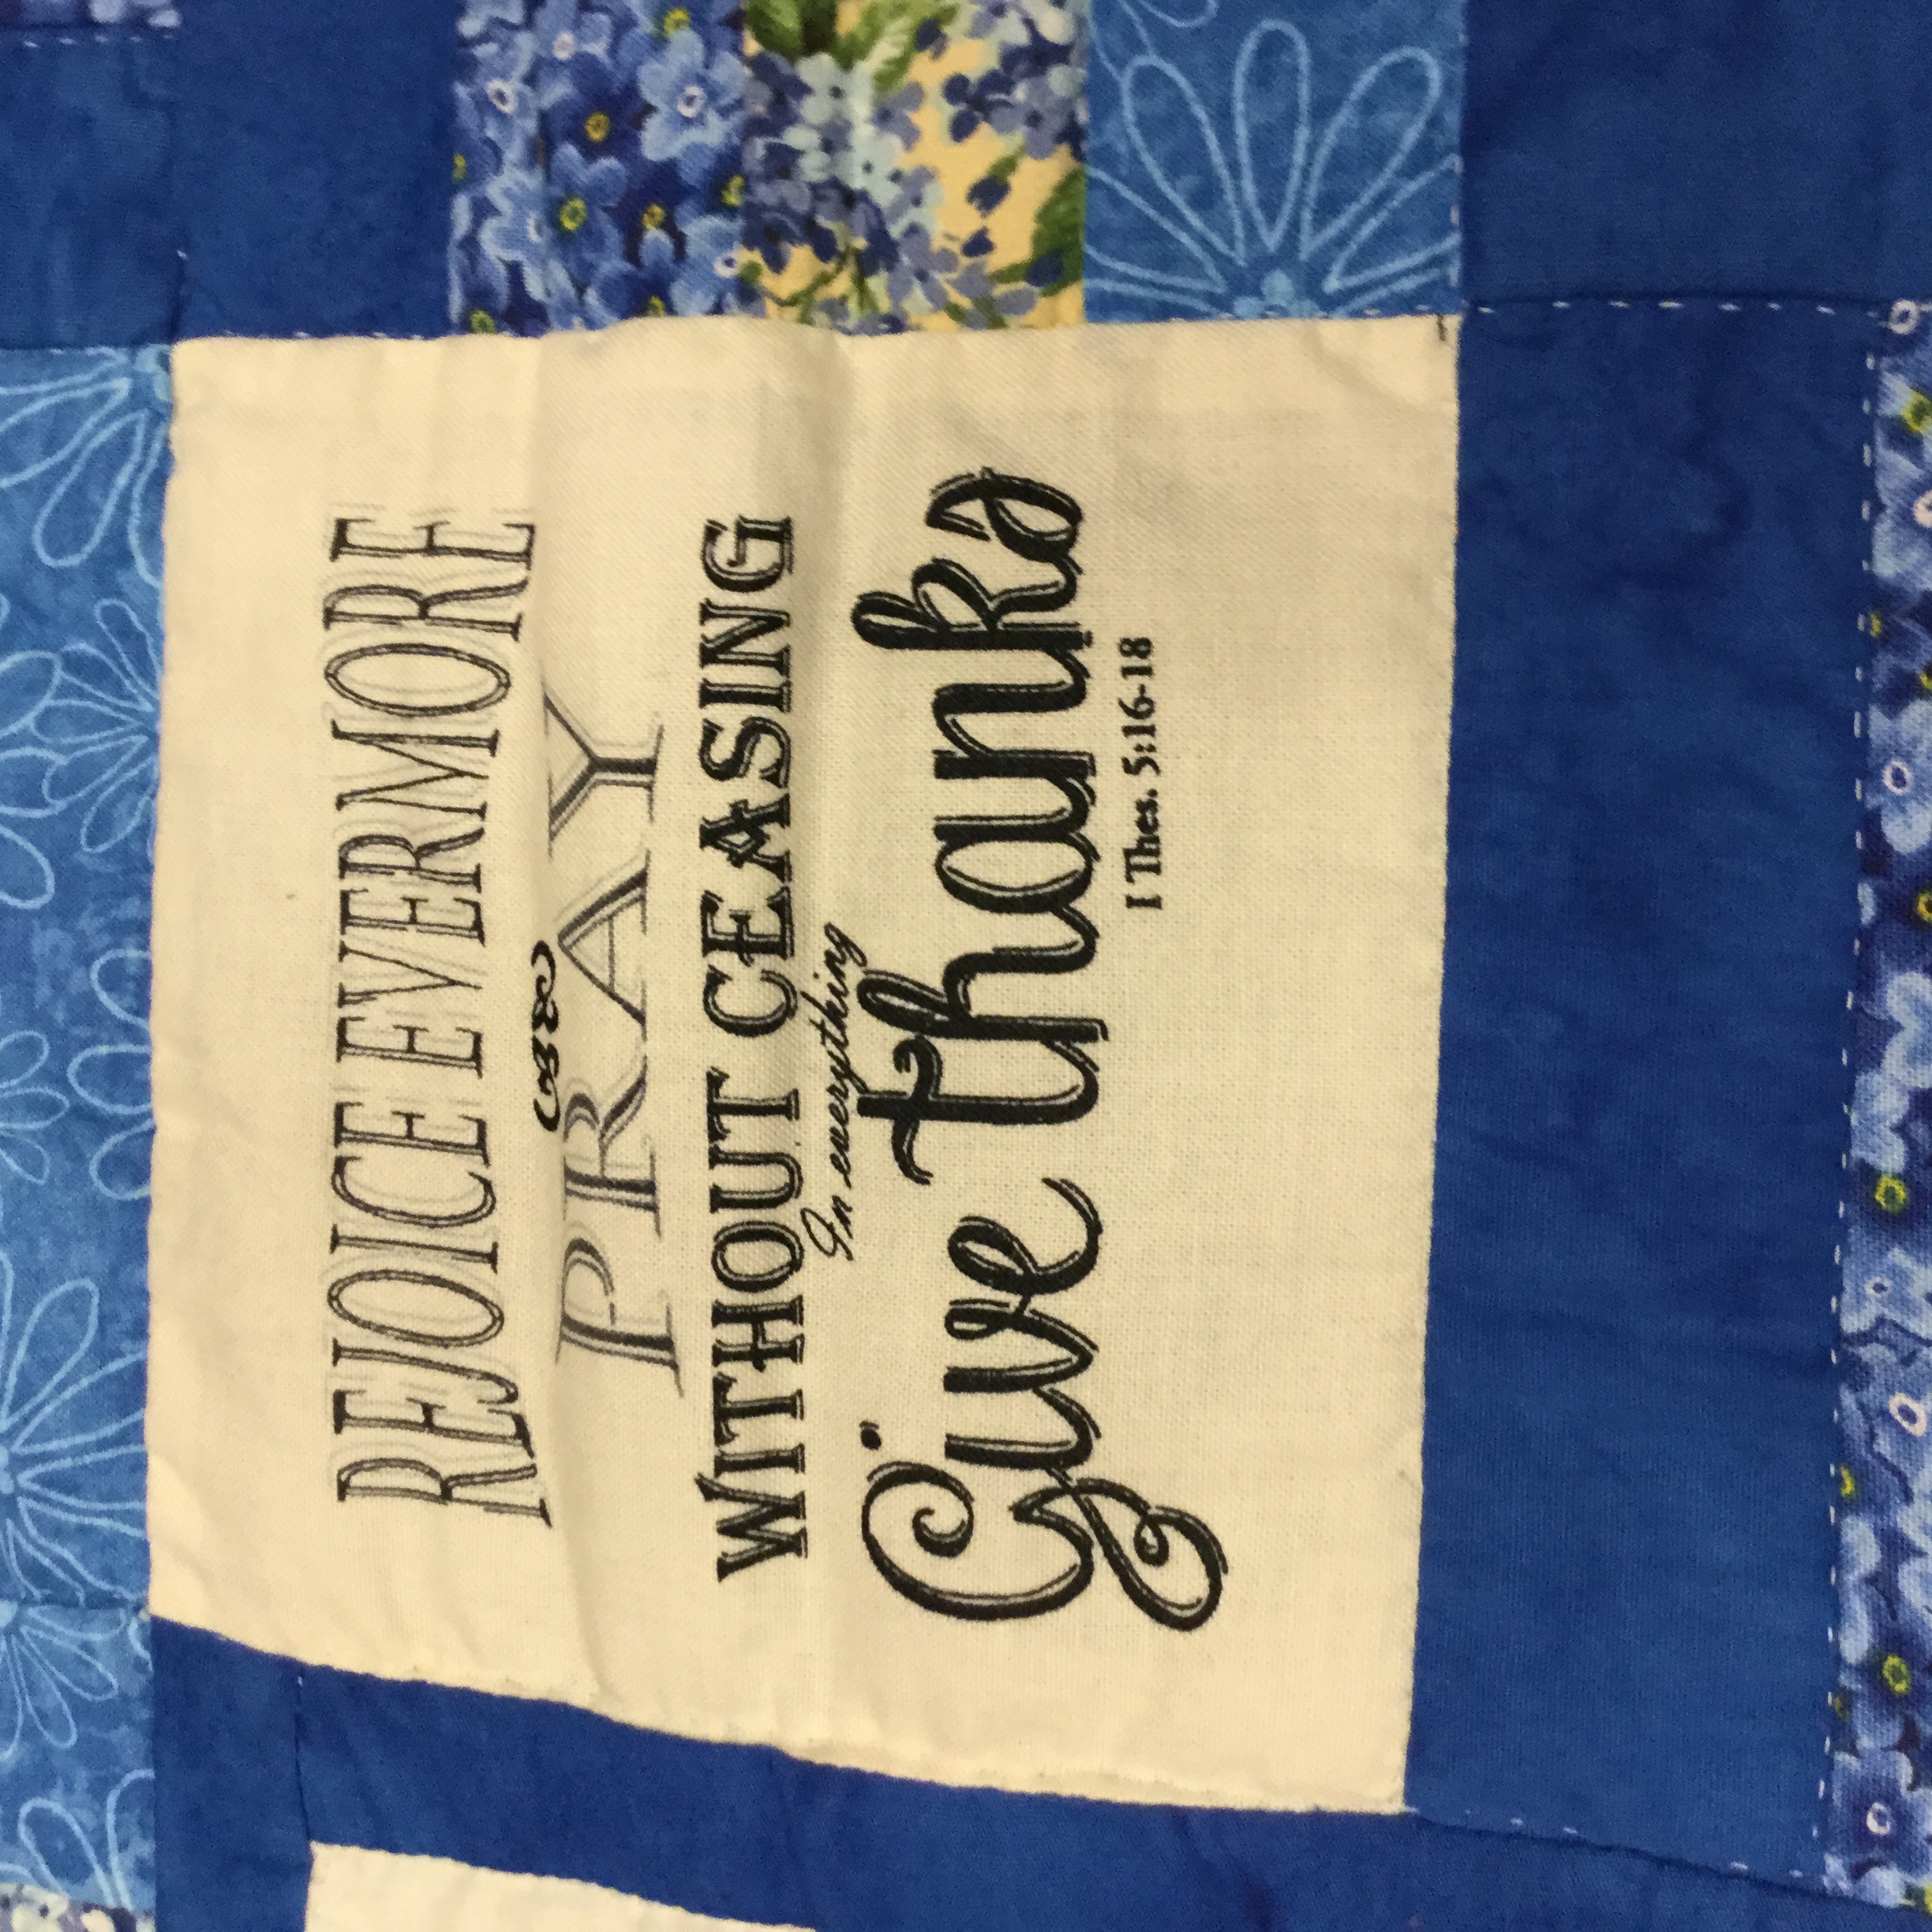 REJOICE EVERMORE
PRAY
WITHOUT CEASING
In everything
Give thanks
I Thes. 5:16-18